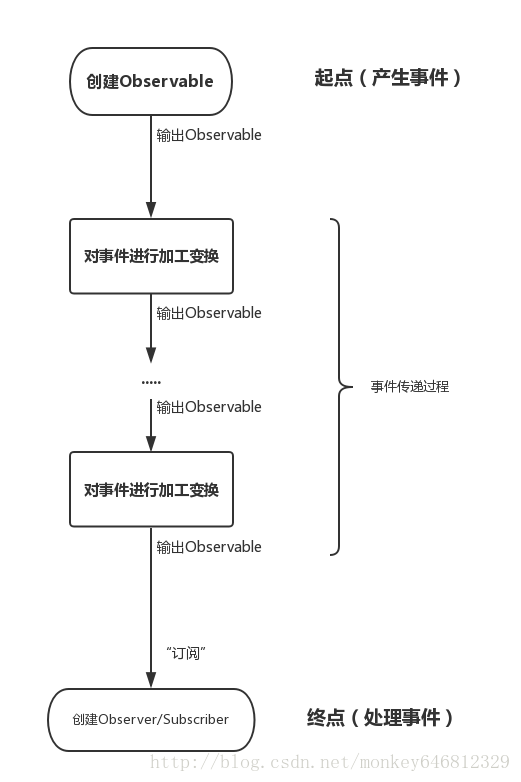 创建Observable
起点（产生事件）
输出Observable
对事件进行加工变换
输出Observable
.....
输出Observable
事件传递过程
对事件进行加工变换
输出Observable
“订阅”
创建Observer/Subscriber
终点（处理事件）
http://blog.csdn.net/monkey646812329